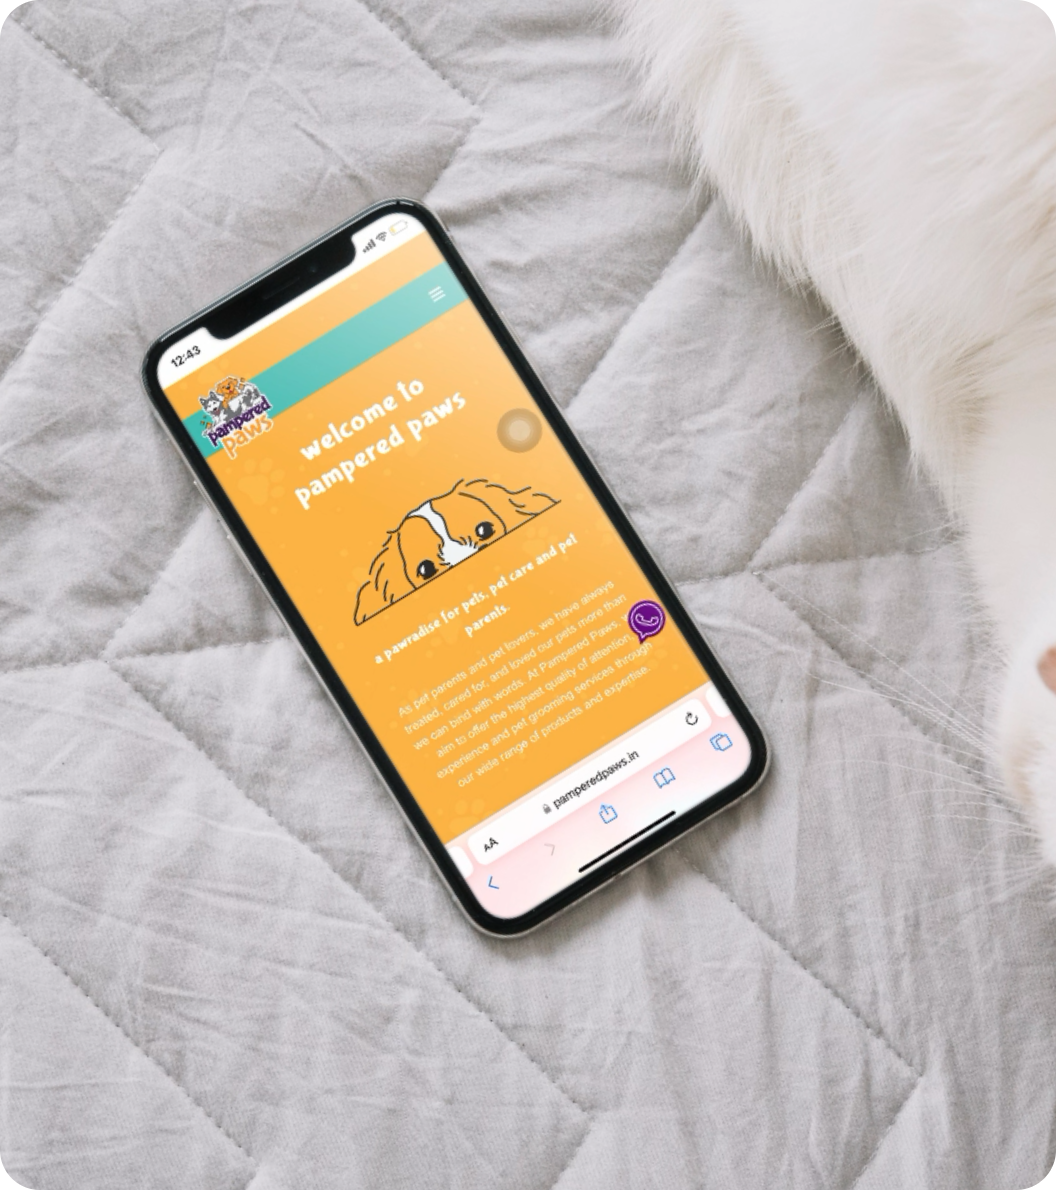 12:43
pampered
paws
welcome to
pampered paws
a pawradise for pets, pet care and pet
parents.
As pet parents and pet lovers, we have always
treated, cared for, and loved our pets more than
we can bind with words. At Pampered Paws,
aim to offer the highest quality of attention,
experience and pet grooming services through
our wide range of products and expertise.
AA
pamperedpaws.in